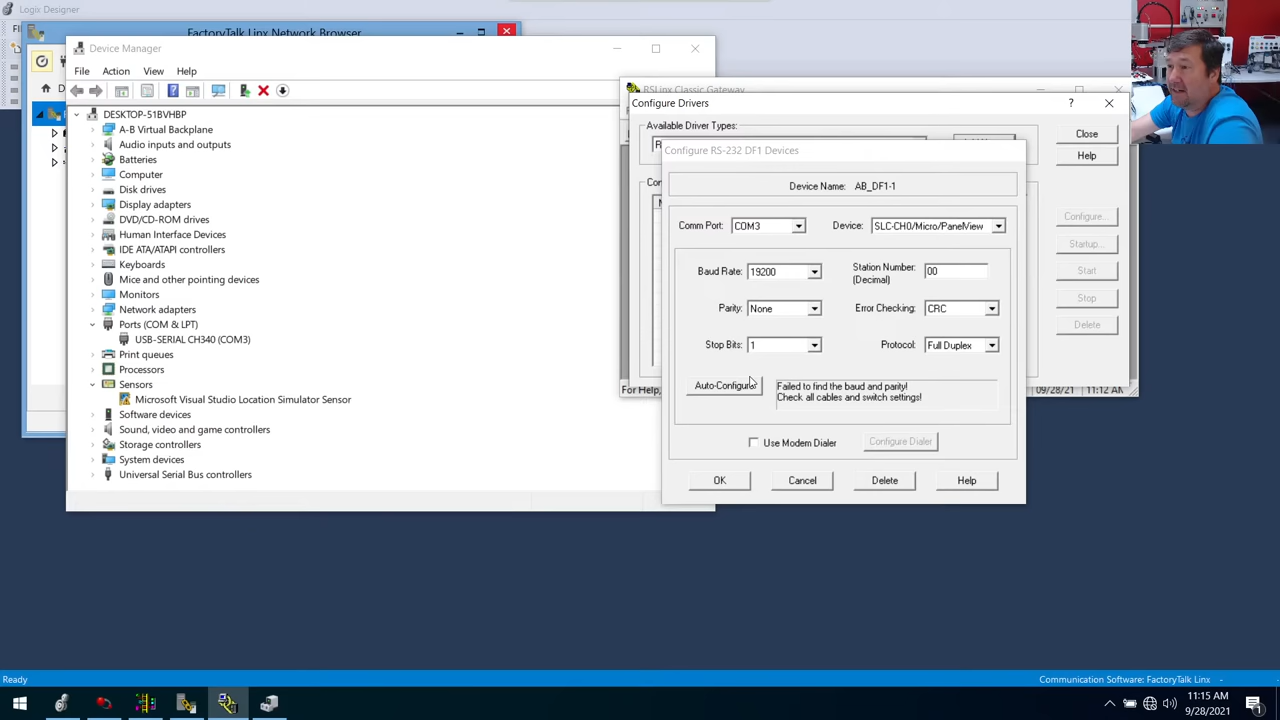 Logix Designer
File
FactoryTalk Linx Network Browser
Device Manager
File Action View Help
DESKTOP-51BVHBP
A-B Virtual Backplane
Audio inputs and outputs
Batteries
Computer
Disk drives
Display adapters
DVD/CD-ROM drives
Human Interface Devices
IDE ATA/ATAPI controllers
Keyboards
Mice and other pointing devices
Monitors
Network adapters
Ports (COM & LPT)
USB-SERIAL CH340 (COM3)
Print queues
Processors
Sensors
Microsoft Visual Studio Location Simulator Sensor
Software devices
Sound, video and game controllers
Storage controllers
System devices
Universal Serial Bus controllers
RSLinx Classic Gateway
Configure Drivers
Available Driver Types:
Close
Help
Configure RS-232 DF1 Devices
Device Name: AB_DF1-1
Comm Port: COM3 Device: SLC-CH0/Micro/PanelView
Baud Rate: 19200 Station Number: 00
(Decimal)
Parity: None Error Checking: CRC
Stop Bits: 1 Protocol: Full Duplex
Auto-Configure Failed to find the baud and parity!
Check all cables and switch settings!
Use Modem Dialer Configure Dialer
OK Cancel Delete Help
Configure...
Startup...
Start
Stop
Delete
For Help,
09/28/21 11:12 AM
Ready Communication Software: FactoryTalk Linx
11:15 AM
9/28/2021
1